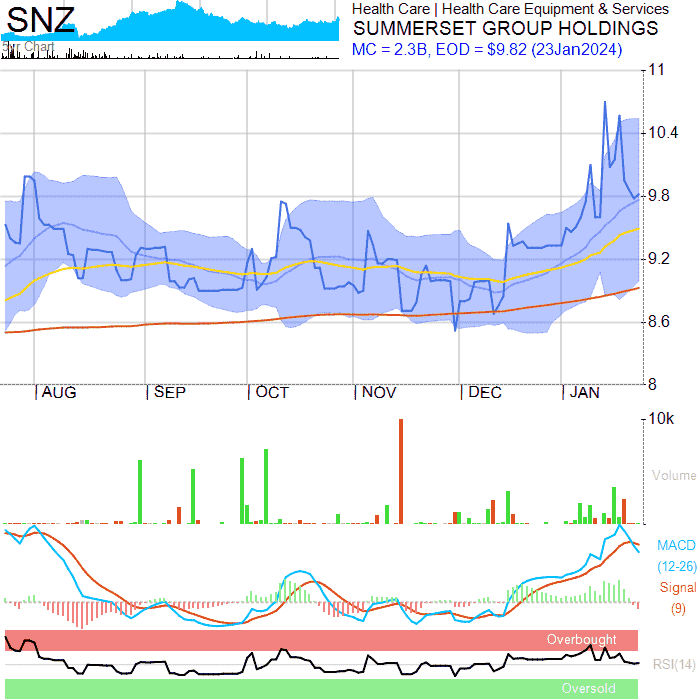 SNZ
5yr Chart
Health Care | Health Care Equipment & Services
SUMMERSET GROUP HOLDINGS
MC = 2.3B, EOD = $9.82 (23Jan2024)
11
10.4
9.8
9.2
8.6
8
AUG SEP OCT NOV DEC JAN
10k
Volume
MACD
(12-26)
Signal
(9)
Overbought
RSI(14)
Oversold